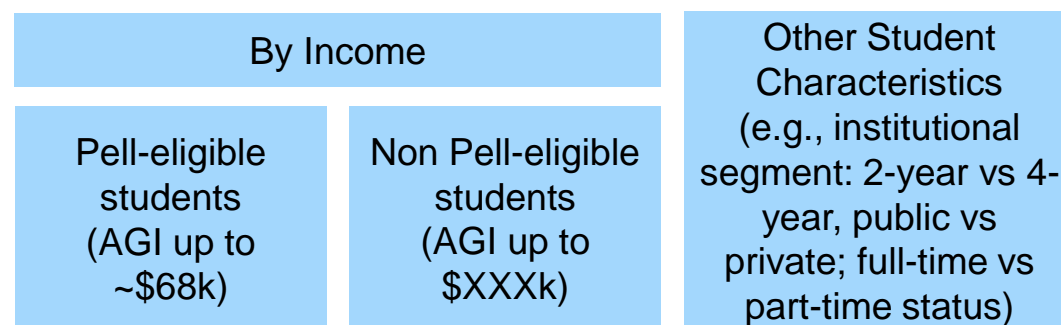 By Income
Pell-eligible
students
(AGI up to
~$68k)
Non Pell-eligible
students
(AGI up to
$XXXk)
Other Student
Characteristics
(e.g., institutional
segment: 2-year vs 4-
year, public vs
private; full-time vs
part-time status)